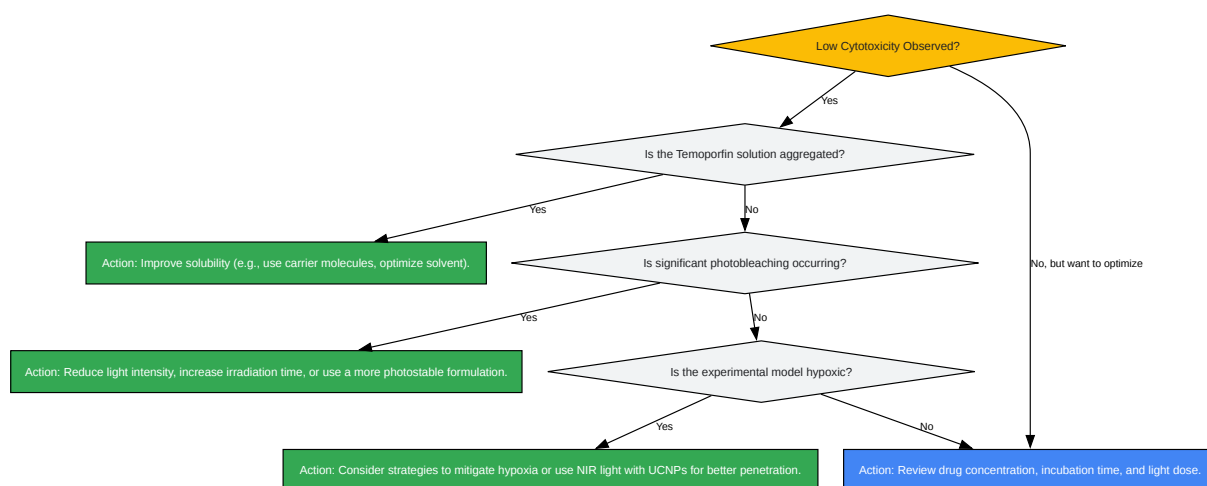 Low Cytotoxicity Observed?
Yes
Is the Temoporfin solution aggregated?
Yes
No
Action: Improve solubility (e.g., use carrier molecules, optimize solvent).
Is significant photobleaching occurring?
No, but want to optimize
Yes
No
Action: Reduce light intensity, increase irradiation time, or use a more photostable formulation.
Is the experimental model hypoxic?
Yes
No
Action: Consider strategies to mitigate hypoxia or use NIR light with UCNPs for better penetration.
Action: Review drug concentration, incubation time, and light dose.